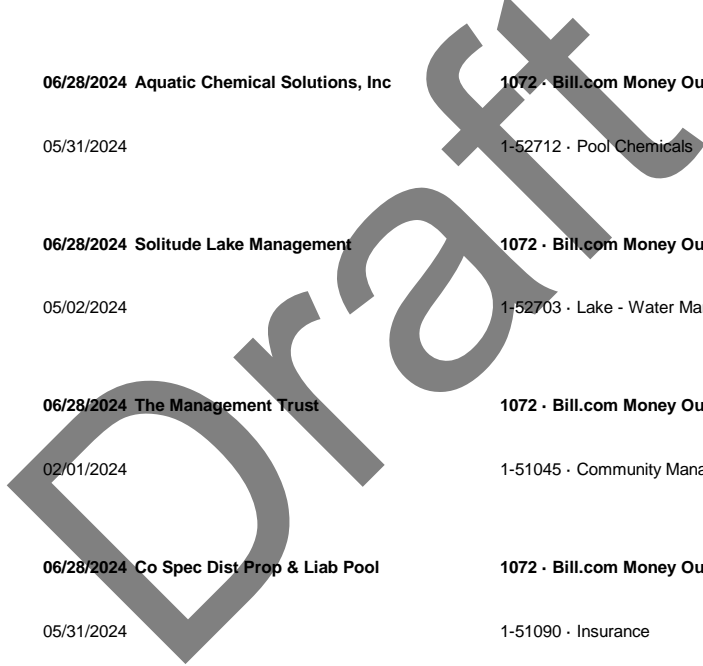 06/28/2024 Aquatic Chemical Solutions, Inc 1072 · Bill.com Money Ou
05/31/2024 1-52712 · Pool Chemicals
06/28/2024 Solitude Lake Management 1072 · Bill.com Money Ou
05/02/2024 1-52703 · Lake - Water Ma
06/28/2024 The Management Trust 1072 · Bill.com Money Ou
02/01/2024 1-51045 · Community Mana
06/28/2024 Co Spec Dist Prop & Liab Pool 1072 · Bill.com Money Ou
05/31/2024 1-51090 · Insurance
Draft